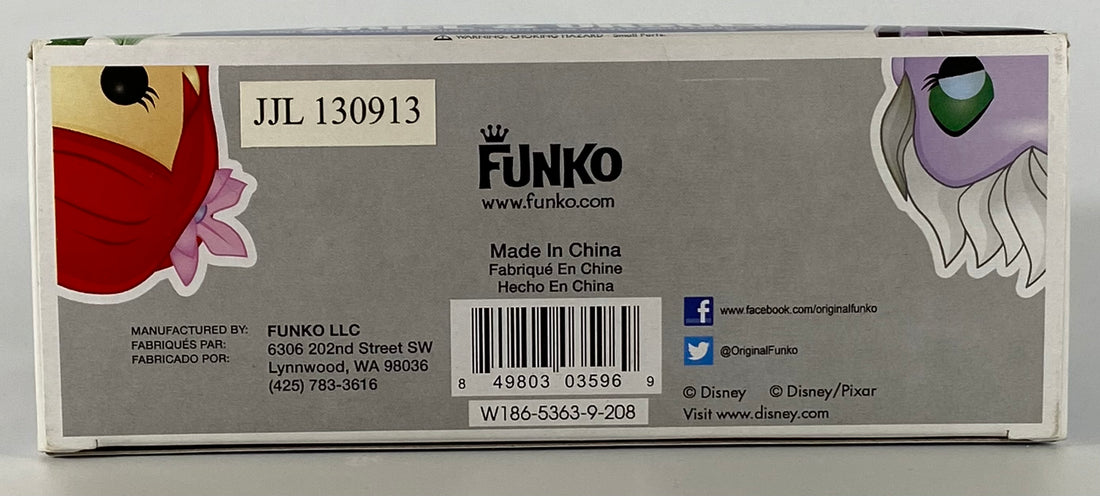 WARNING: CHOKING HAZARD - Small Parts.
JJL 130913
FUNKO
www.funko.com
Made In China
Fabriqué En Chine
Hecho En China
MANUFACTURED BY:
FABRIQUÉS PAR:
FABRICADO POR:
FUNKO LLC
6306 202nd Street SW
Lynnwood, WA 98036
(425) 783-3616
8 49803 03596 9
W186-5363-9-208
f
www.facebook.com/originalfunko
@OriginalFunko
© Disney © Disney/Pixar
Visit www.disney.com